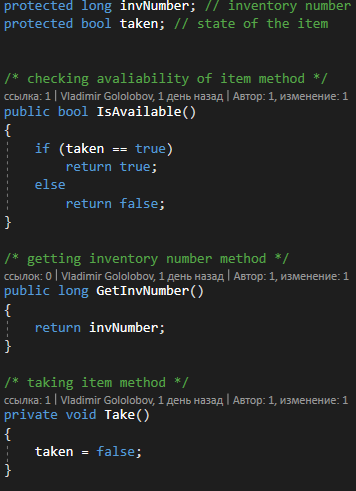 protected long invNumber; // inventory number
protected bool taken; // state of the item
/* checking avaliability of item method */
ссылка: 1 | Vladimir Gololobov, 1 день назад | Автор: 1, изменение: 1
public bool IsAvailable()
{
if (taken == true)
return true;
else
return false;
}
/* getting inventory number method */
ссылок: 0 | Vladimir Gololobov, 1 день назад | Автор: 1, изменение: 1
public long GetInvNumber()
{
return invNumber;
}
/* taking item method */
ссылка: 1 | Vladimir Gololobov, 1 день назад | Автор: 1, изменение: 1
private void Take()
{
taken = false;
}